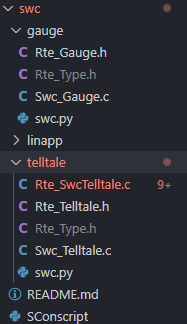 swc
gauge
Rte_Gauge.h
Rte_Type.h
Swc_Gauge.c
swc.py
linapp
telltale
Rte_SwcTelltale.c 9+
Rte_Telltale.h
Rte_Type.h
Swc_Telltale.c
swc.py
README.md
SConscript